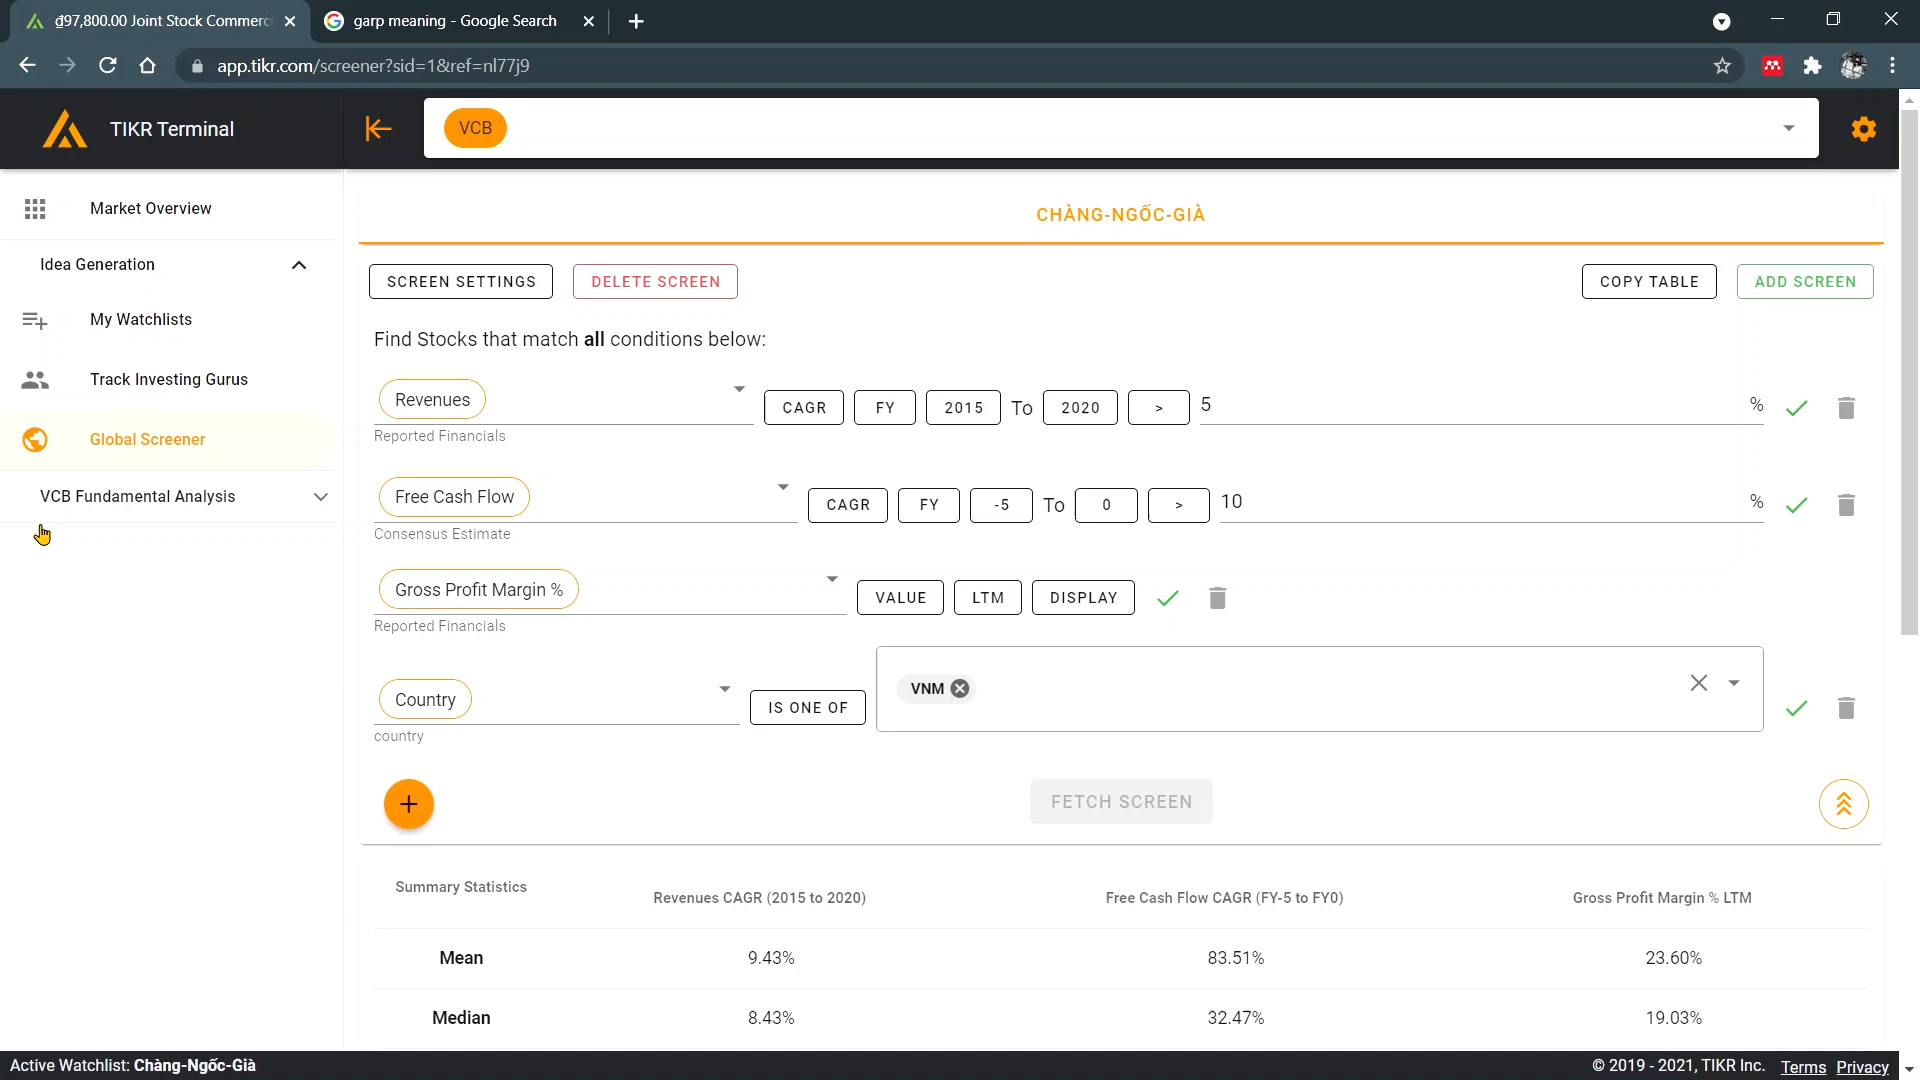 ₫97,800.00 Joint Stock Commerc
garp meaning - Google Search
app.tikr.com/screener?sid=1&ref=nl77j9
TIKR Terminal
VCB
Market Overview
Idea Generation
My Watchlists
Track Investing Gurus
Global Screener
VCB Fundamental Analysis
CHÀNG-NGỐC-GIÀ
SCREEN SETTINGS
DELETE SCREEN
COPY TABLE
ADD SCREEN
Find Stocks that match all conditions below:
Revenues
CAGR FY 2015 To 2020 > 5 %
Reported Financials
Free Cash Flow
CAGR FY -5 To 0 > 10 %
Consensus Estimate
Gross Profit Margin %
VALUE LTM DISPLAY
Reported Financials
Country
IS ONE OF
VNM
country
+
FETCH SCREEN
Summary Statistics Revenues CAGR (2015 to 2020) Free Cash Flow CAGR (FY-5 to FY0) Gross Profit Margin % LTM
Mean 9.43% 83.51% 23.60%
Median 8.43% 32.47% 19.03%
Active Watchlist: Chàng-Ngốc-Già
© 2019 - 2021, TIKR Inc. Terms Privacy